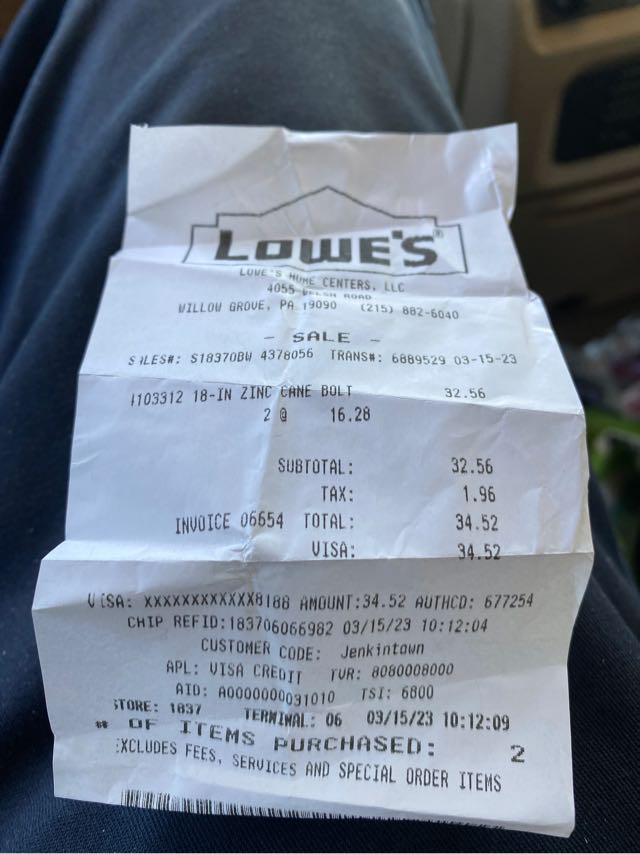 LOWE'S®
LOWE'S HOME CENTERS, LLC
4055 WELSH ROAD
WILLOW GROVE, PA 19090 (215) 882-6040
- SALE -
SALES#: S1837OBW 4378056 TRANS#: 6889529 03-15-23
1103312 18-IN ZINC CANE BOLT 32.56
2 @ 16.28
SUBTOTAL: 32.56
TAX: 1.96
INVOICE 06654 TOTAL: 34.52
VISA: 34.52
VISA: XXXXXXXXXXXX8188 AMOUNT:34.52 AUTHCD: 677254
CHIP REFID:183706066982 03/15/23 10:12:04
CUSTOMER CODE: Jenkintown
APL: VISA CREDIT TVR: 8080008000
AID: A0000000031010 TSI: 6800
STORE: 1837 TERMINAL: 06 03/15/23 10:12:09
# OF ITEMS PURCHASED: 2
EXCLUDES FEES, SERVICES AND SPECIAL ORDER ITEMS